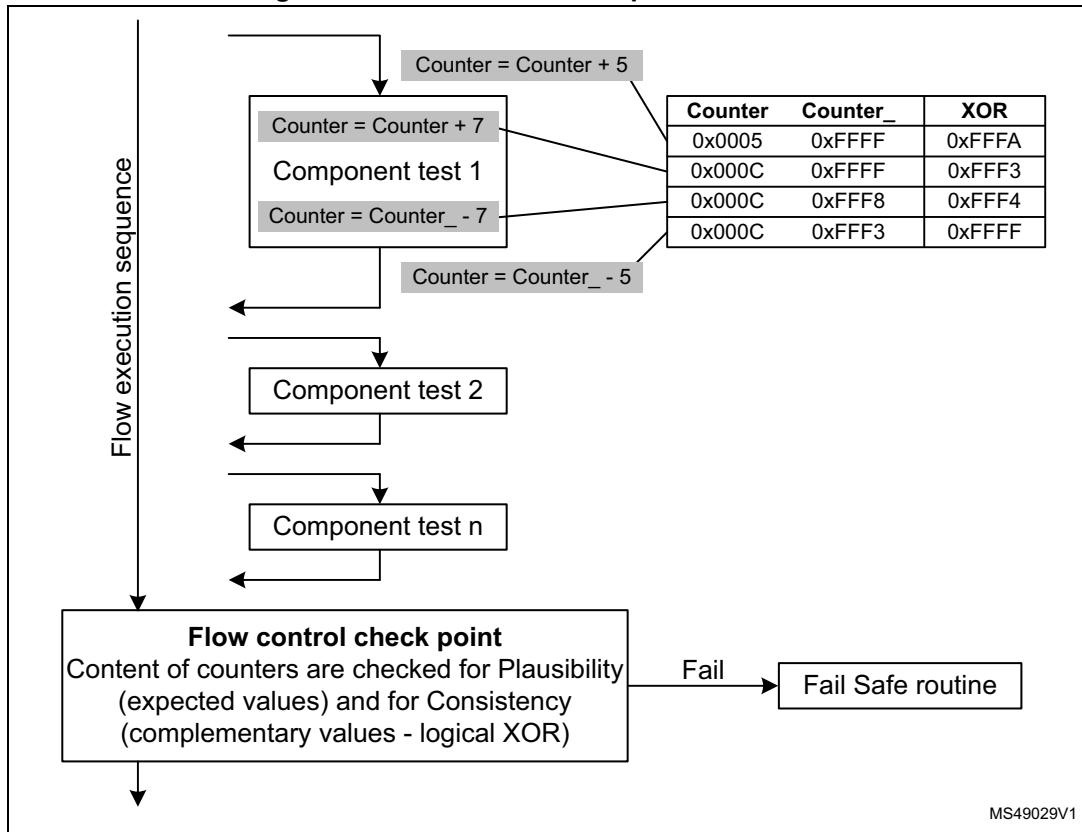 Counter = Counter + 5
Counter = Counter + 7
Component test 1
Counter = Counter_ - 7
Counter = Counter_ - 5
Counter Counter_ XOR
0x0005 0xFFFF 0xFFFA
0x000C 0xFFFF 0xFFF3
0x000C 0xFFF8 0xFFF4
0x000C 0xFFF3 0xFFFF
Flow execution sequence
Component test 2
Component test n
Flow control check point
Content of counters are checked for Plausibility
(expected values) and for Consistency
(complementary values - logical XOR)
Fail
Fail Safe routine
MS49029V1